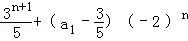 3^{n+1}/5 + (a_1 - 3/5) (-2)^n